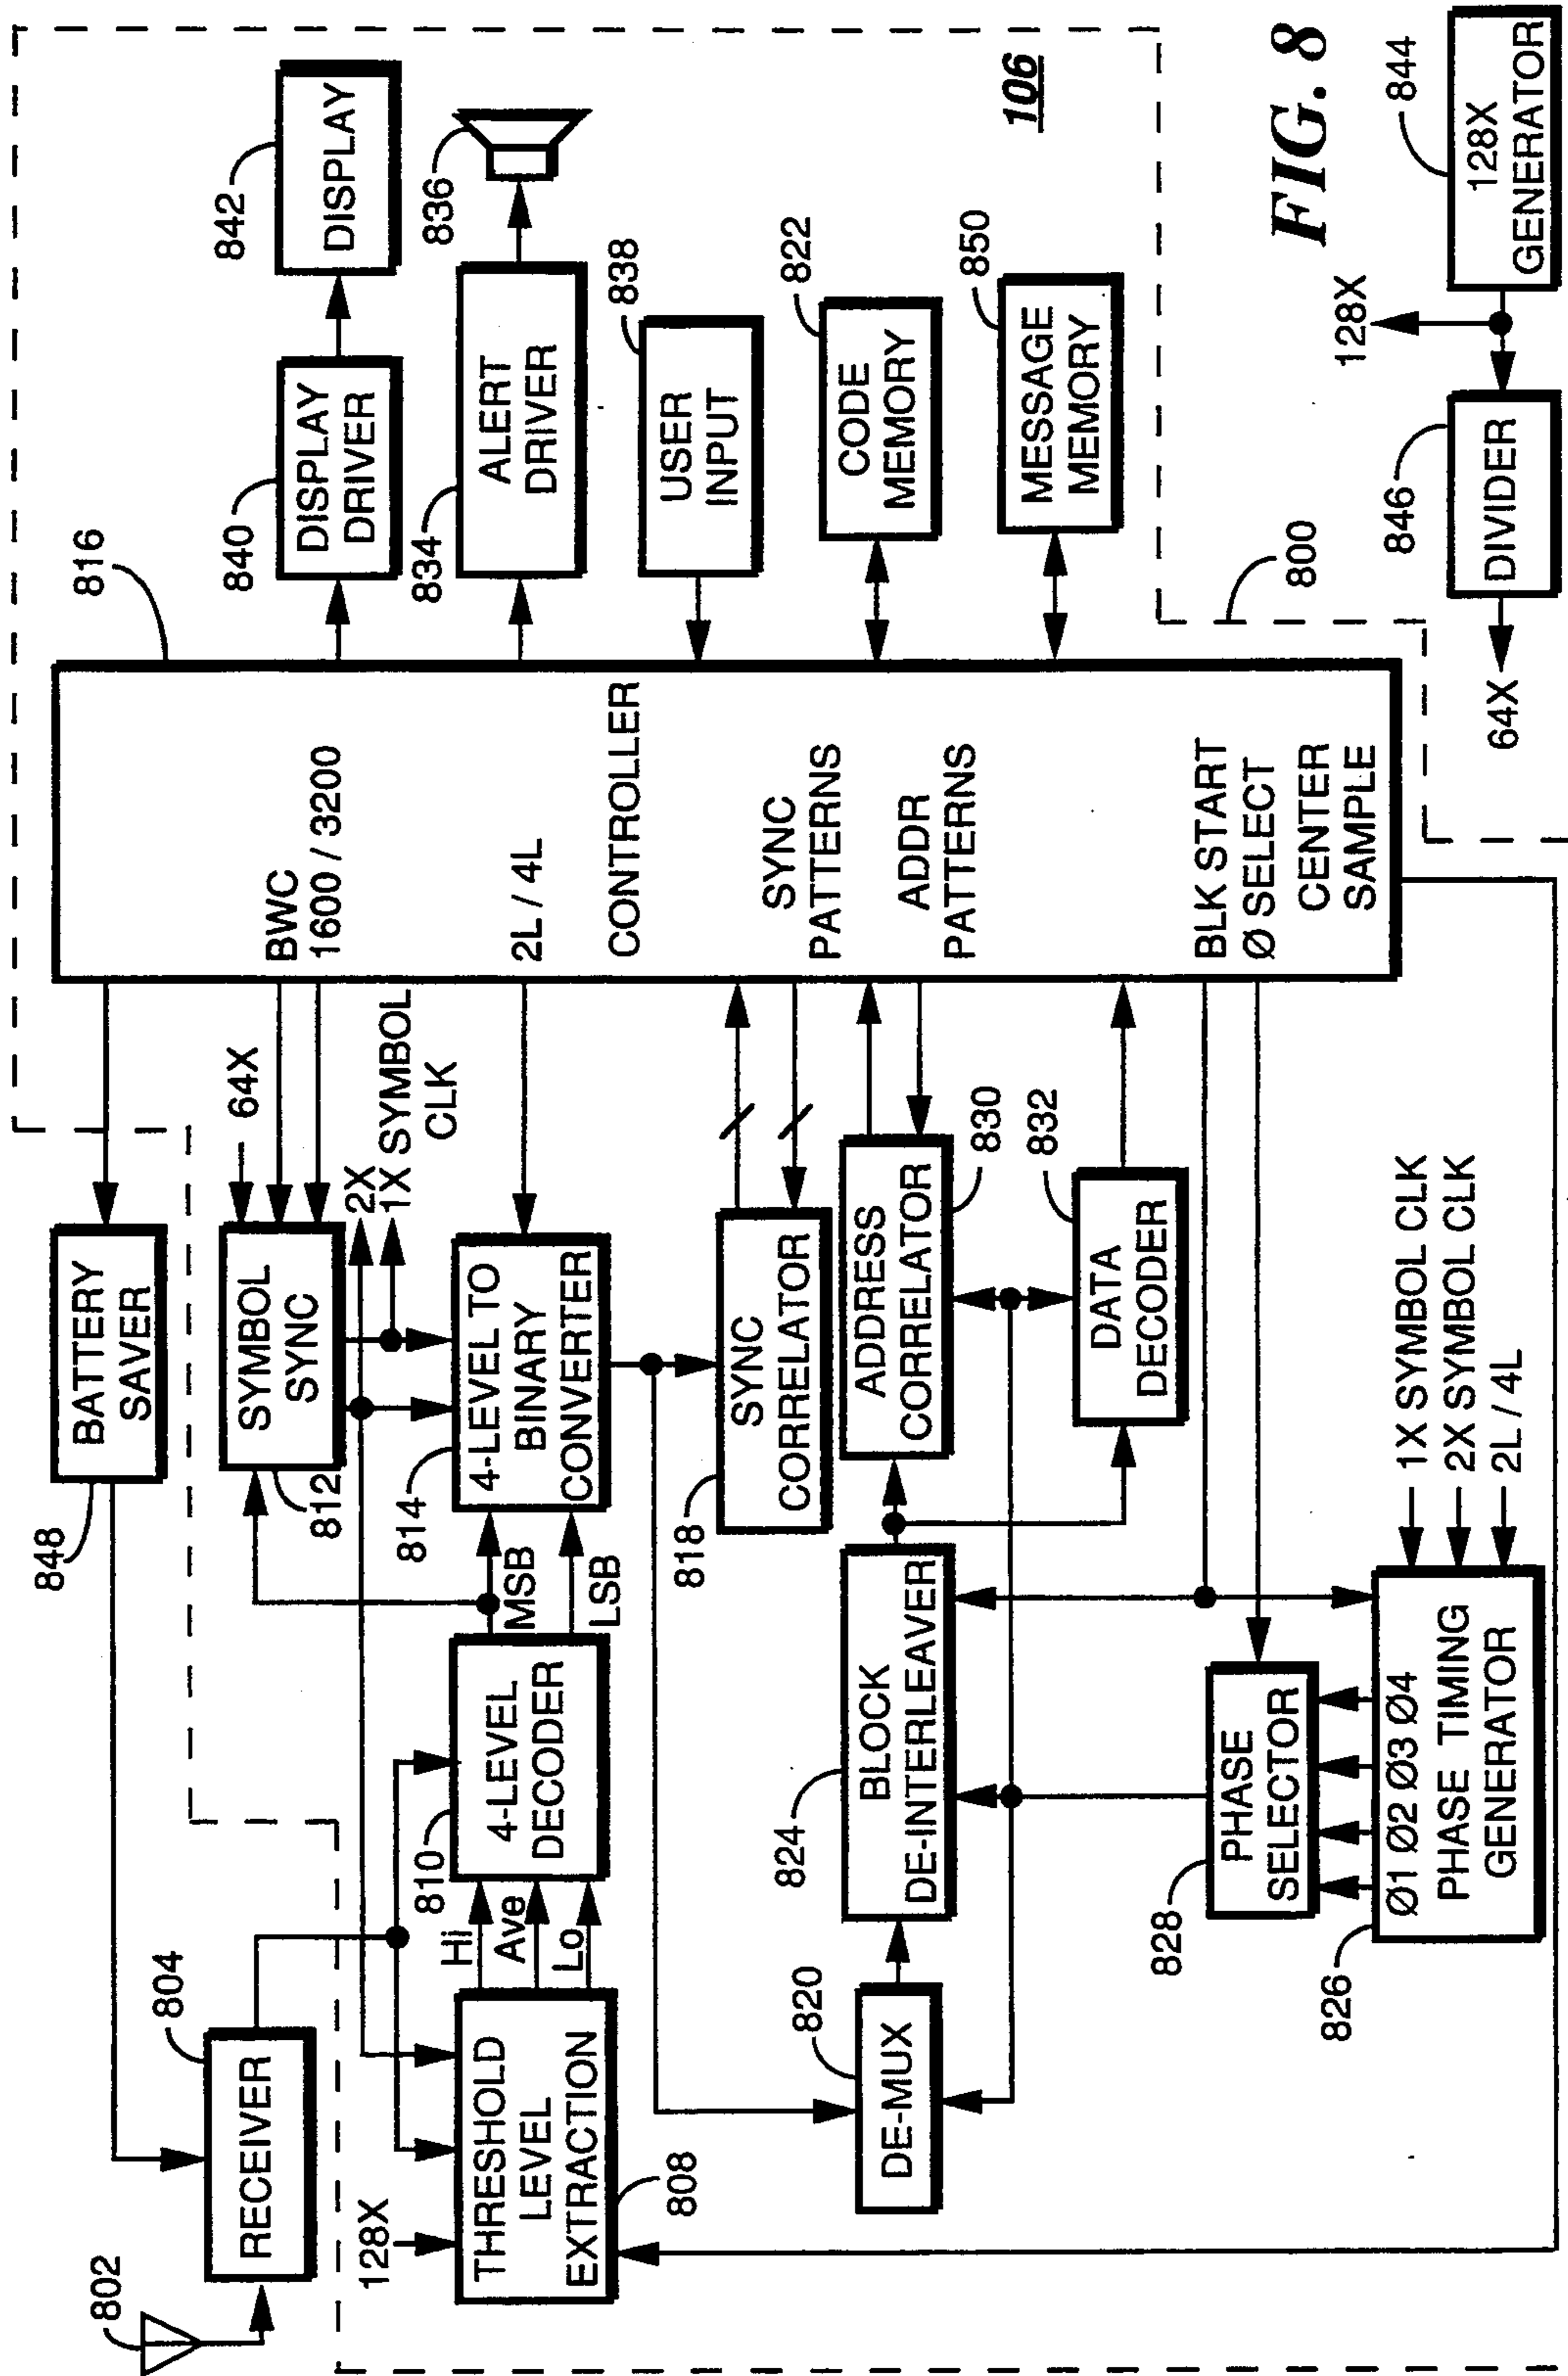 802
804
RECEIVER
848
BATTERY
SAVER
816
840
DISPLAY
DRIVER
842
DISPLAY
128X
THRESHOLD
LEVEL
EXTRACTION
808
Hi
Ave
Lo
810
4-LEVEL
DECODER
MSB
LSB
812
SYMBOL
SYNC
64X
2X
1X SYMBOL
CLK
814
4-LEVEL TO
BINARY
CONVERTER
BWC
1600 / 3200
2L / 4L
CONTROLLER
SYNC
PATTERNS
ADDR
PATTERNS
BLK START
Ø SELECT
CENTER
SAMPLE
834
ALERT
DRIVER
836
838
USER
INPUT
822
CODE
MEMORY
850
MESSAGE
MEMORY
106
818
SYNC
CORRELATOR
820
DE-MUX
824
BLOCK
DE-INTERLEAVER
ADDRESS
CORRELATOR
830
832
DATA
DECODER
828
PHASE
SELECTOR
826
Ø1 Ø2 Ø3 Ø4
PHASE TIMING
GENERATOR
1X SYMBOL CLK
2X SYMBOL CLK
2L / 4L
800
FIG. 8
64X
846
DIVIDER
128X
844
128X
GENERATOR